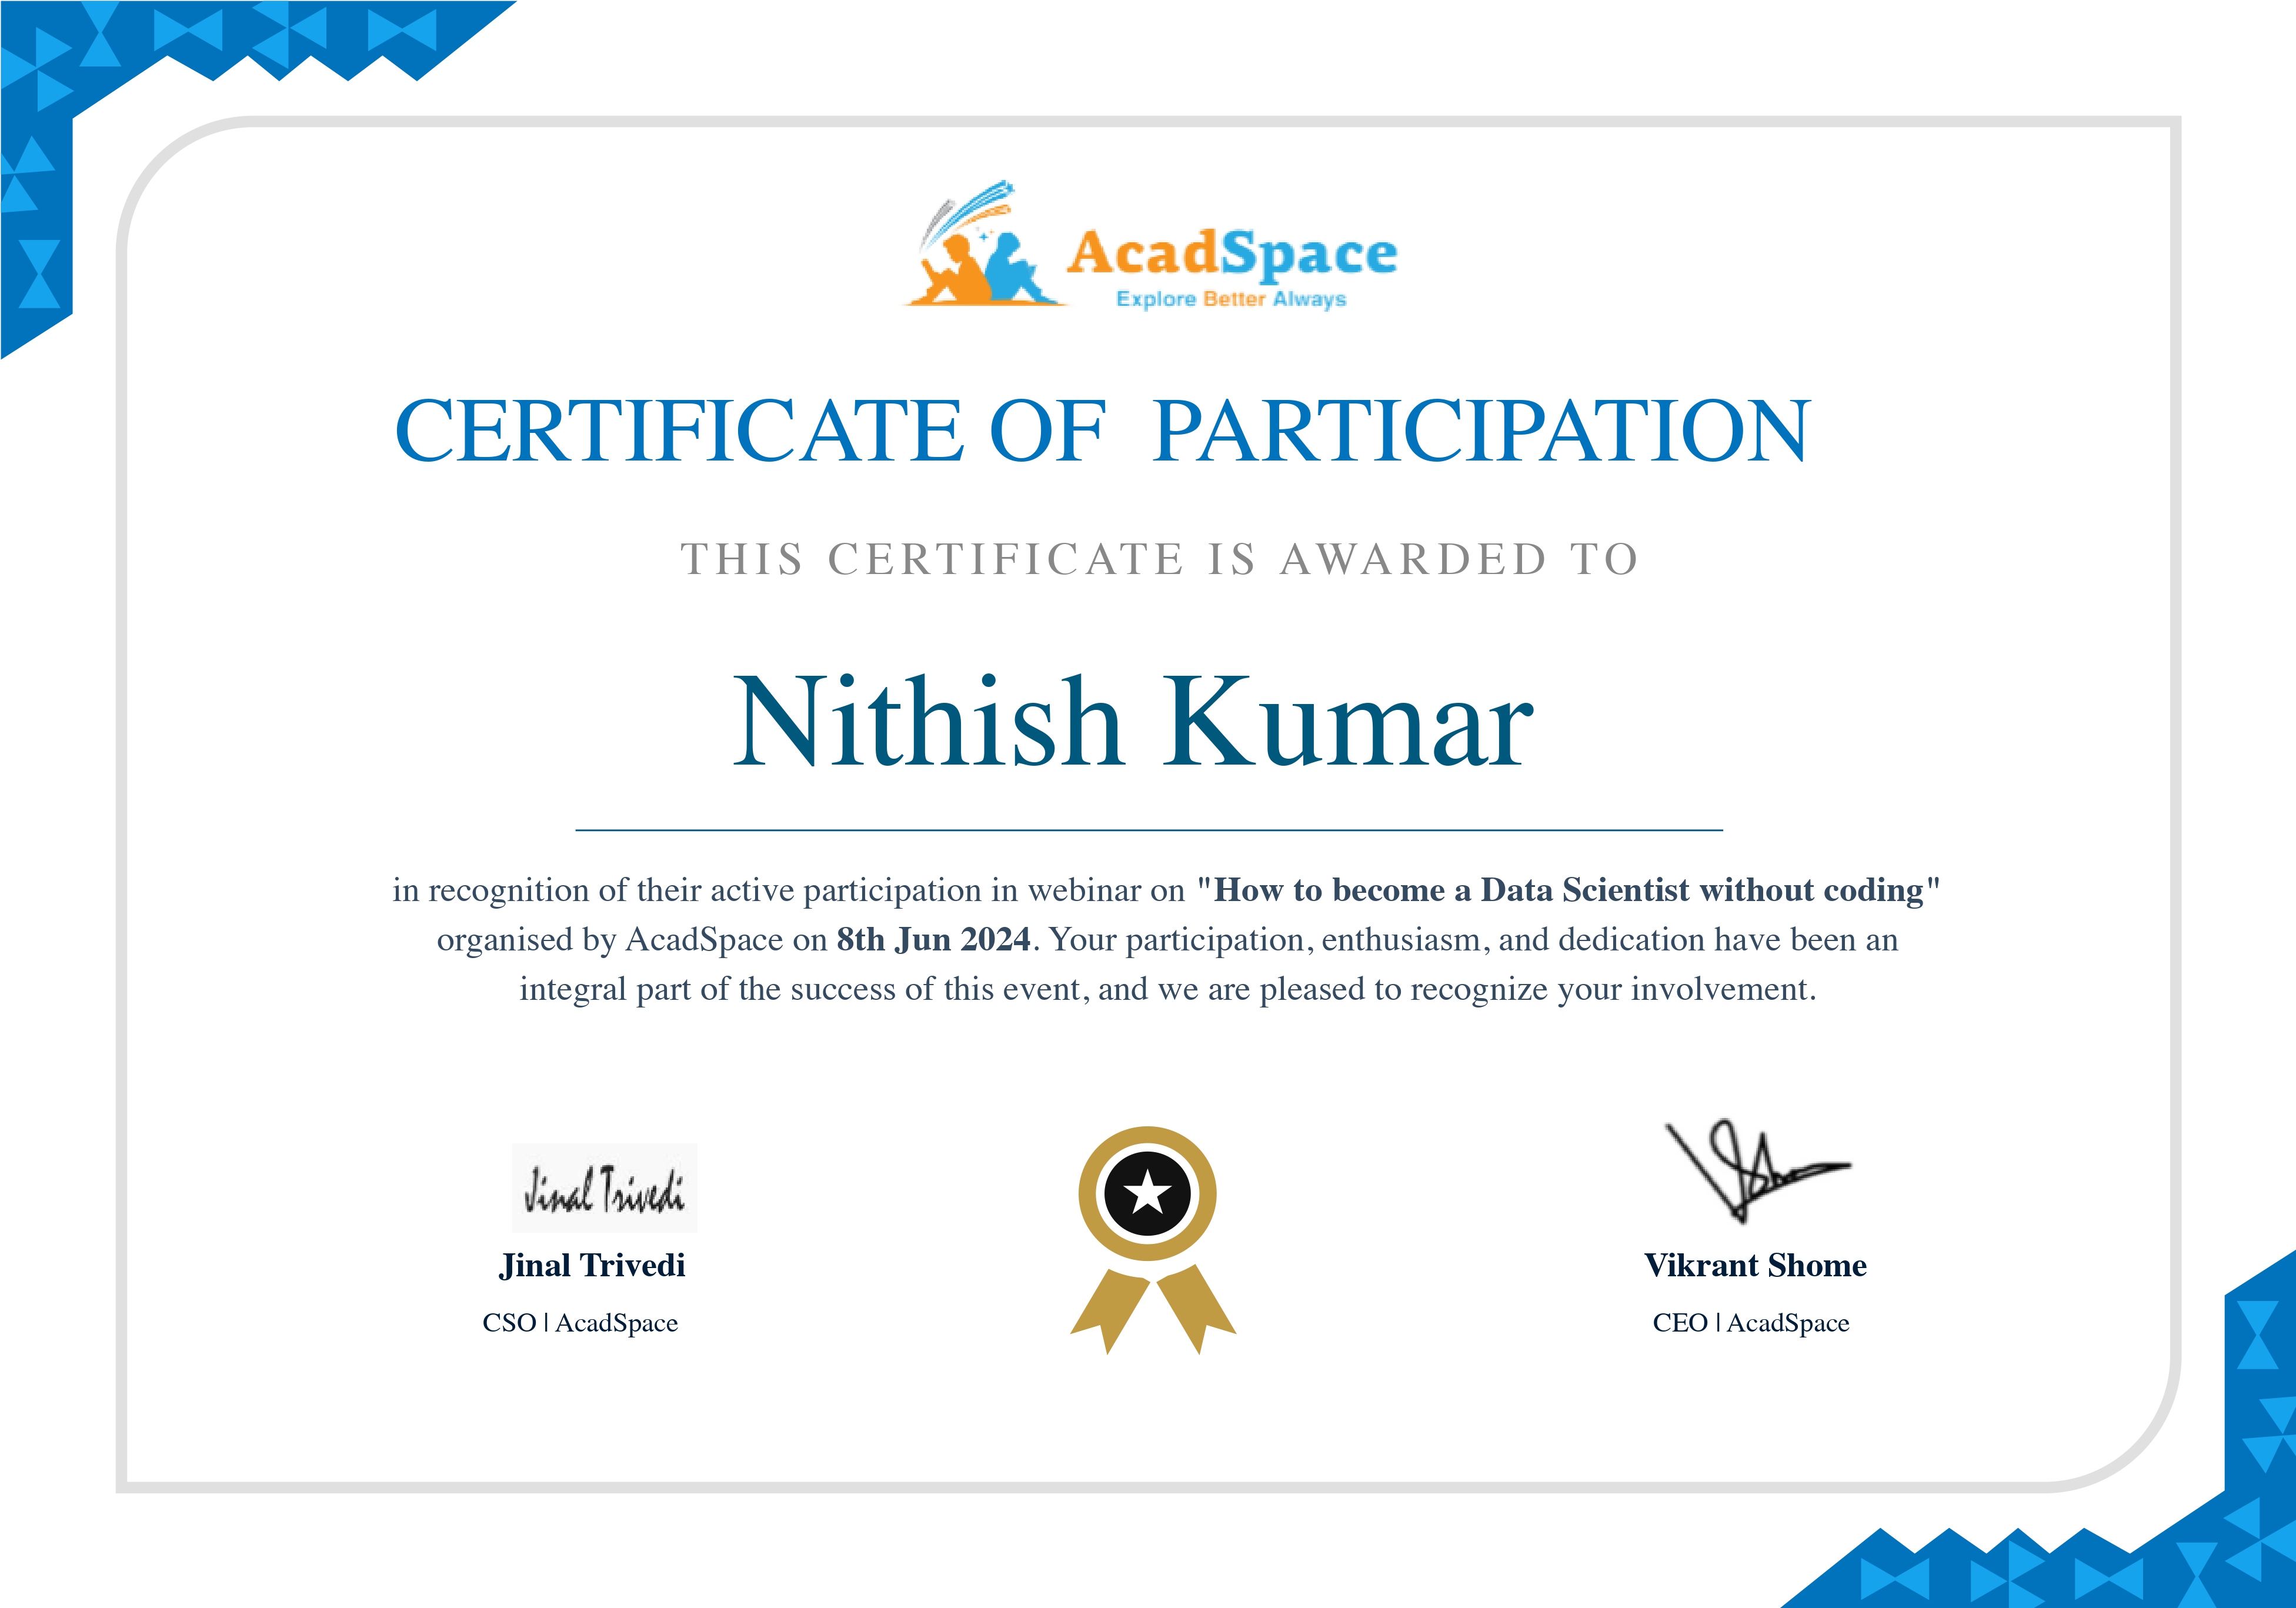 AcadSpace
Explore Better Always
CERTIFICATE OF PARTICIPATION
THIS CERTIFICATE IS AWARDED TO
Nithish Kumar
in recognition of their active participation in webinar on "How to become a Data Scientist without coding"
organised by AcadSpace on 8th Jun 2024. Your participation, enthusiasm, and dedication have been an
integral part of the success of this event, and we are pleased to recognize your involvement.
Jinal Trivedi
Jinal Trivedi
CSO | AcadSpace
Vikrant Shome
CEO | AcadSpace